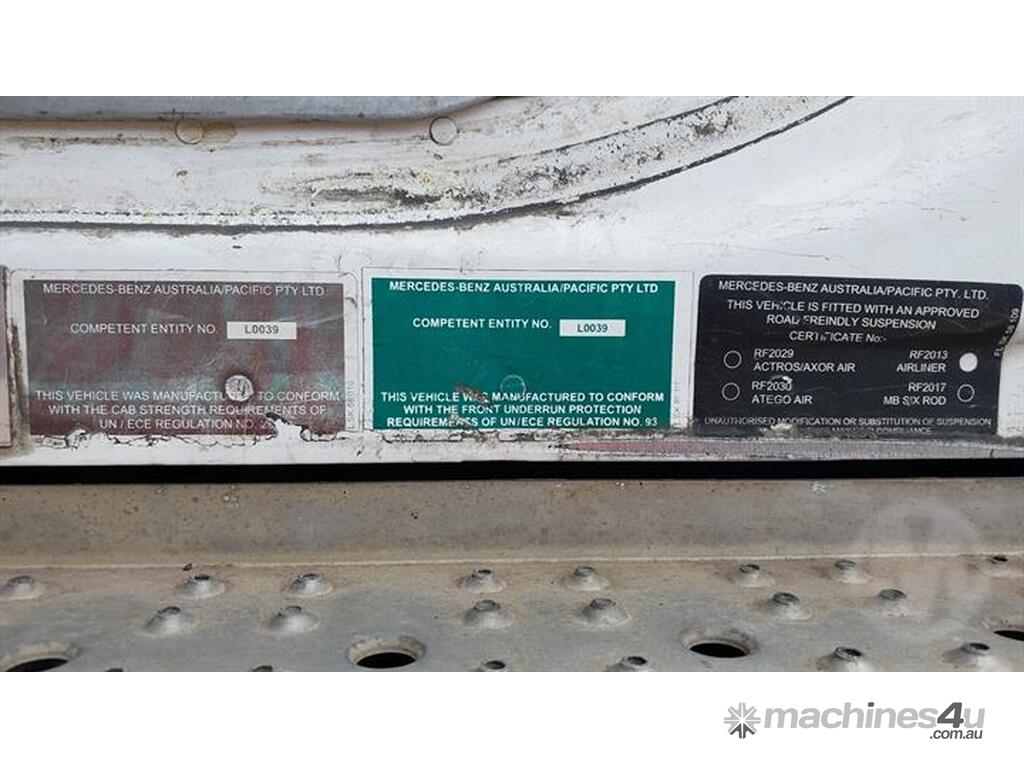 MERCEDES-BENZ AUSTRALIA/PACIFIC PTY LTD
COMPETENT ENTITY NO. L0039
THIS VEHICLE WAS MANUFACTURED TO CONFORM
WITH THE CAB STRENGTH REQUIREMENTS OF
UN / ECE REGULATION NO.
MERCEDES-BENZ AUSTRALIA/PACIFIC PTY LTD
COMPETENT ENTITY NO. L0039
THIS VEHICLE WAS MANUFACTURED TO CONFORM
WITH THE FRONT UNDERRUN PROTECTION
REQUIREMENTS OF UN/ECE REGULATION NO. 93
MERCEDES-BENZ AUSTRALIA/PACIFIC PTY. LTD.
THIS VEHICLE IS FITTED WITH AN APPROVED
ROAD FREINDLY SUSPENSION
CERTIFICATE No:-
RF2029
ACTROS/AXOR AIR
RF2013
AIRLINER
RF2030
ATEGO AIR
RF2017
MB S/X ROD
UNAUTHORISED MODIFICATION OR SUBSTITUTION OF SUSPENSION
COMPLIANCE
machines4u
.com.au